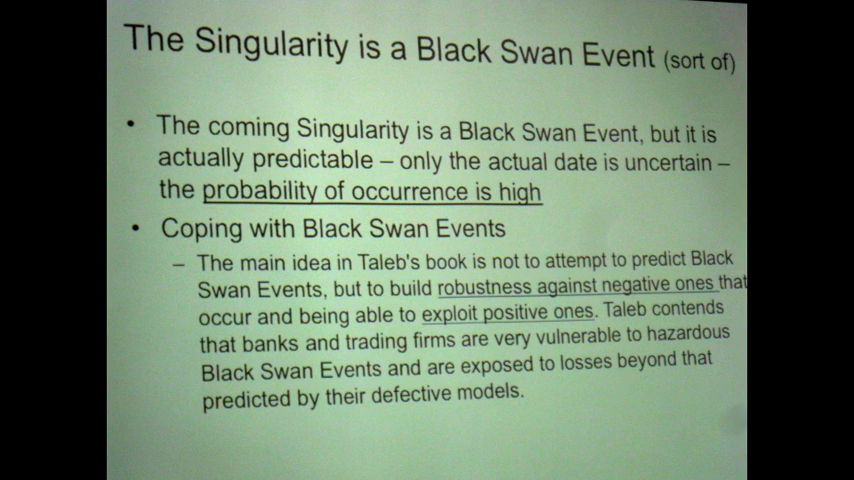 The Singularity is a Black Swan Event (sort of)
• The coming Singularity is a Black Swan Event, but it is
actually predictable – only the actual date is uncertain –
the probability of occurrence is high
• Coping with Black Swan Events
– The main idea in Taleb's book is not to attempt to predict Black
Swan Events, but to build robustness against negative ones that
occur and being able to exploit positive ones. Taleb contends
that banks and trading firms are very vulnerable to hazardous
Black Swan Events and are exposed to losses beyond that
predicted by their defective models.